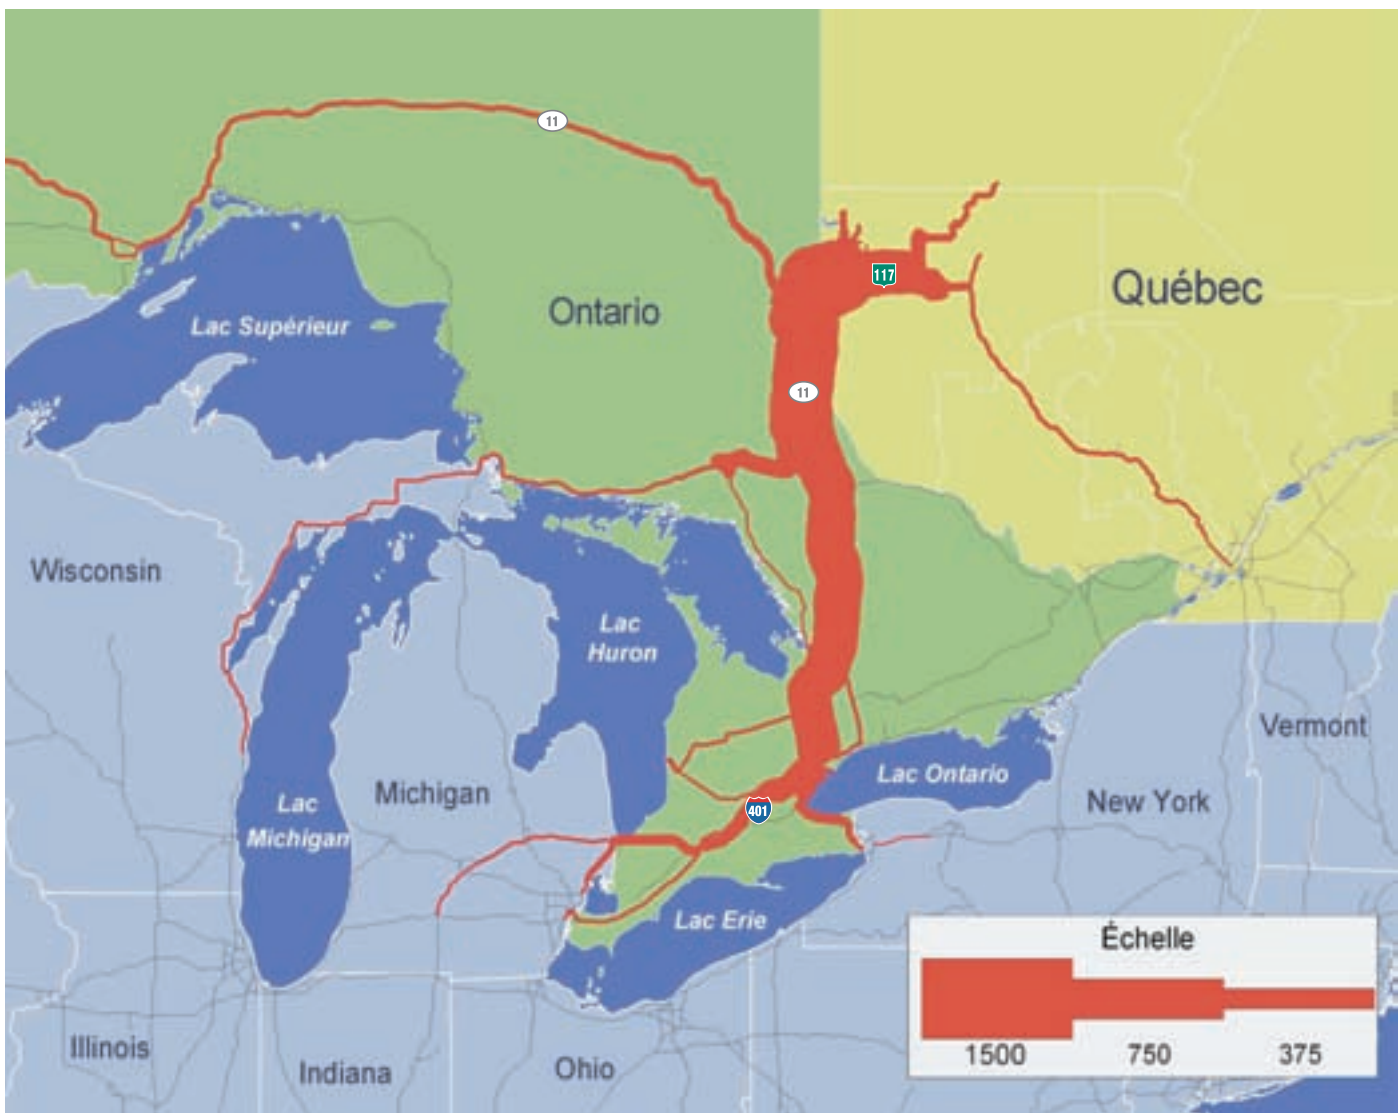 11
Ontario
117
Québec
Lac Supérieur
11
Wisconsin
Lac
Huron
Vermont
Lac Ontario
Michigan
New York
Lac
Michigan
401
Lac Erie
Échelle
1500 750 375
Illinois
Indiana
Ohio